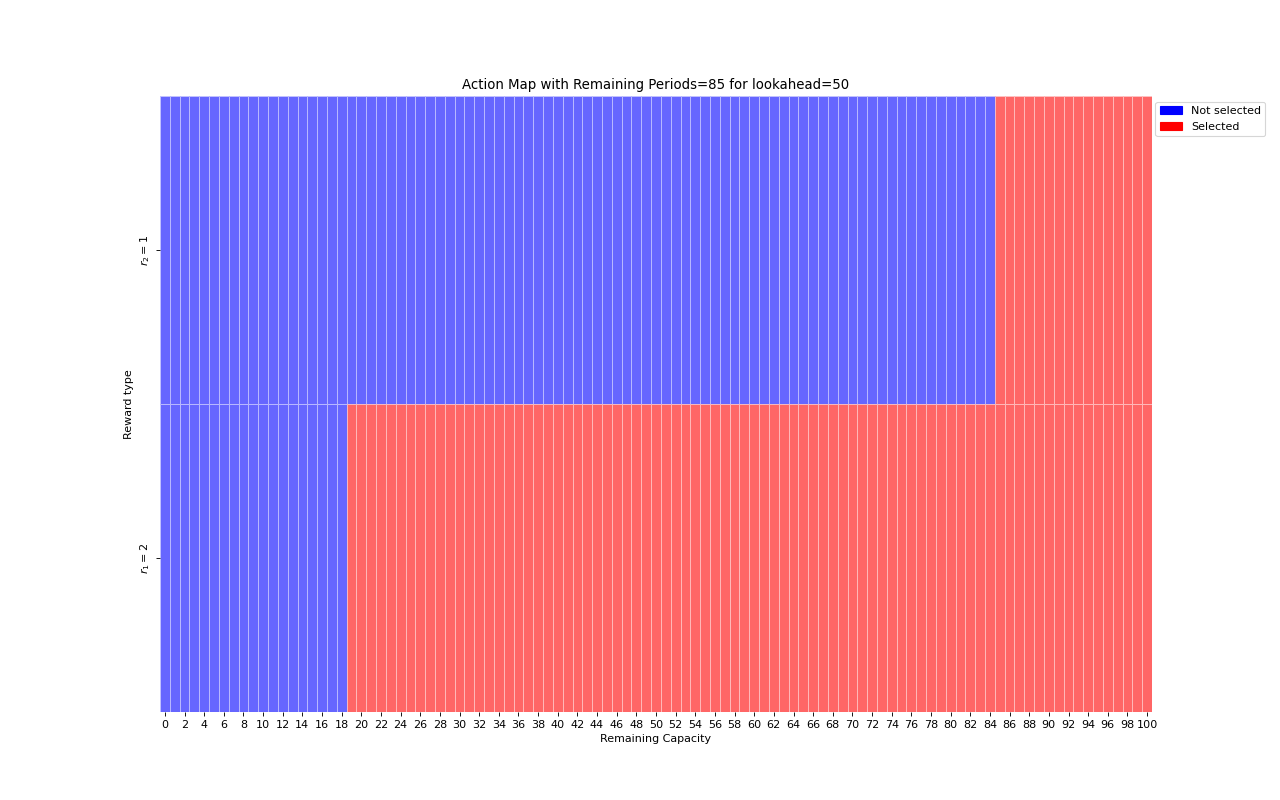 Action Map with Remaining Periods=85 for lookahead=50
Not selected
Selected
r₂ = 1
Reward type
r₁ = 2
0 2 4 6 8 10 12 14 16 18 20 22 24 26 28 30 32 34 36 38 40 42 44 46 48 50 52 54 56 58 60 62 64 66 68 70 72 74 76 78 80 82 84 86 88 90 92 94 96 98 100
Remaining Capacity